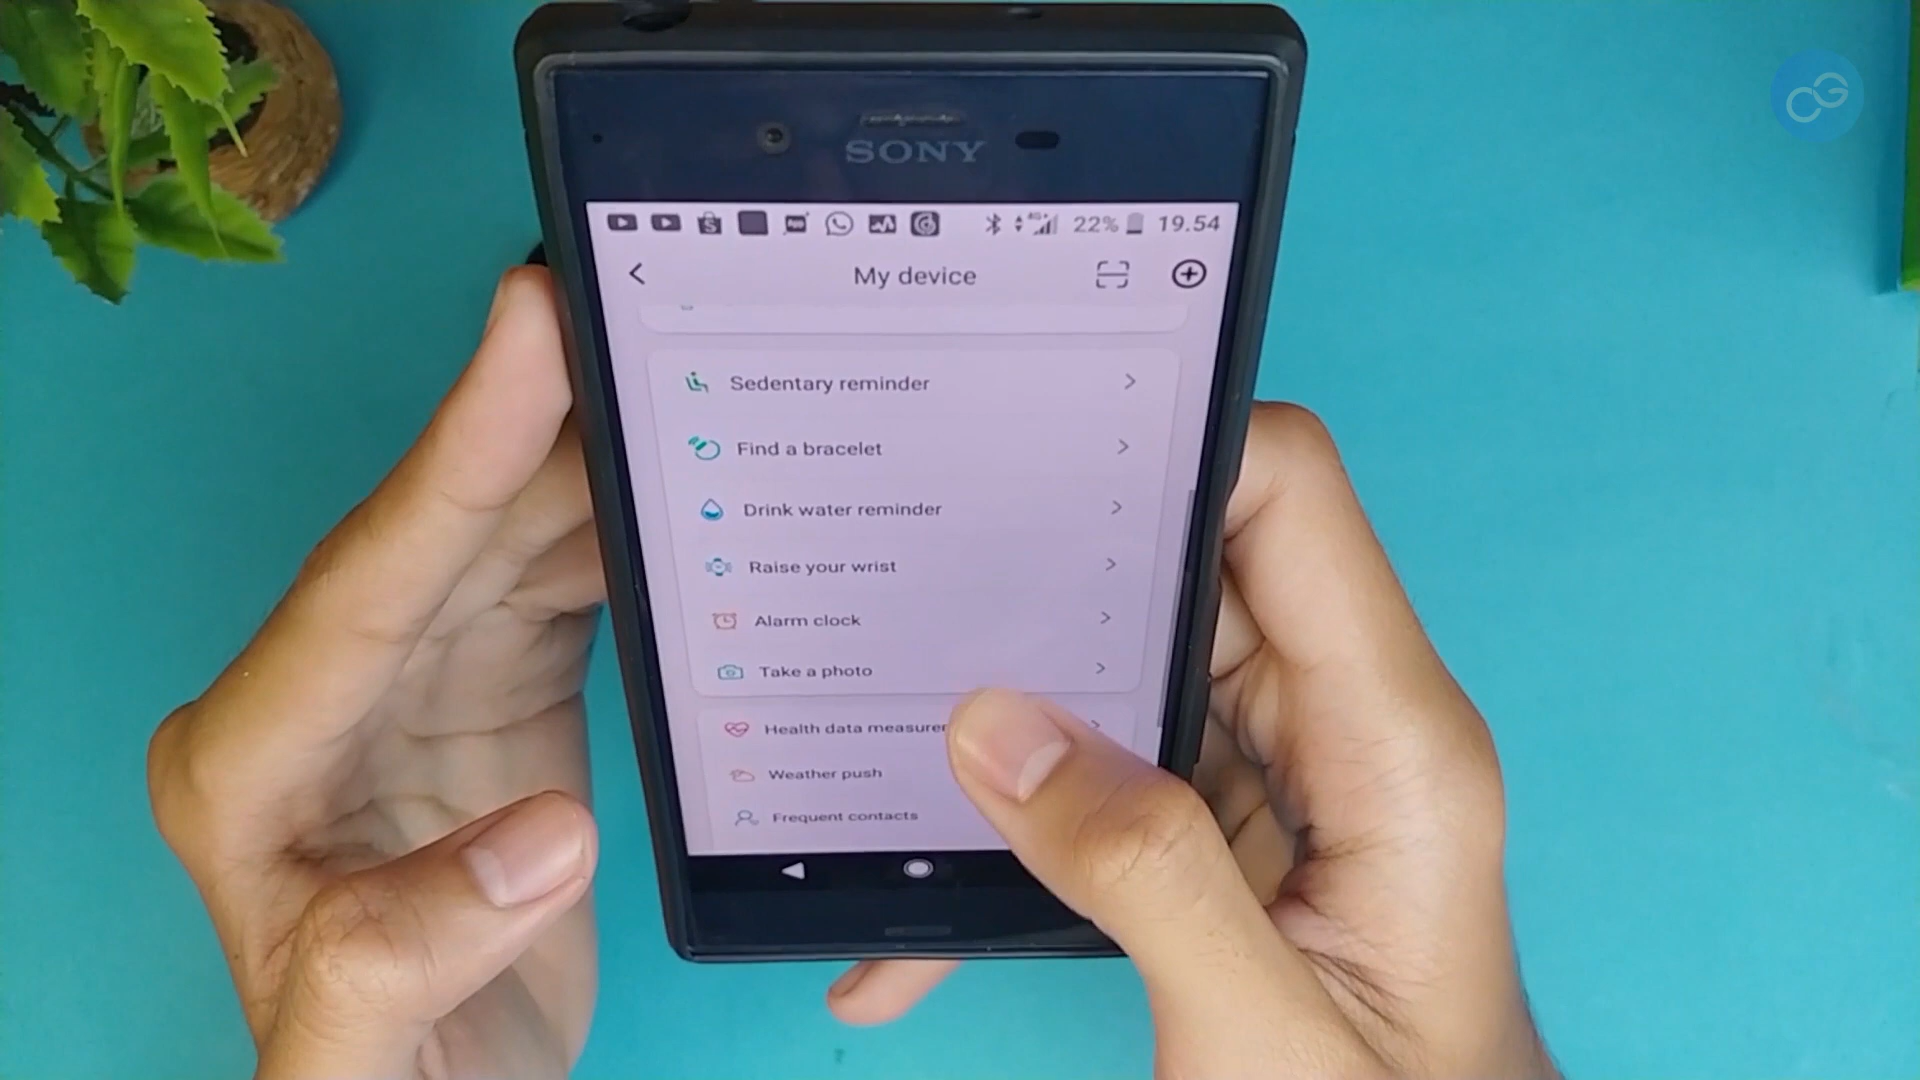 CG
SONY
22% 19.54
My device
Sedentary reminder
Find a bracelet
Drink water reminder
Raise your wrist
Alarm clock
Take a photo
Health data
Weather push
Frequent contacts